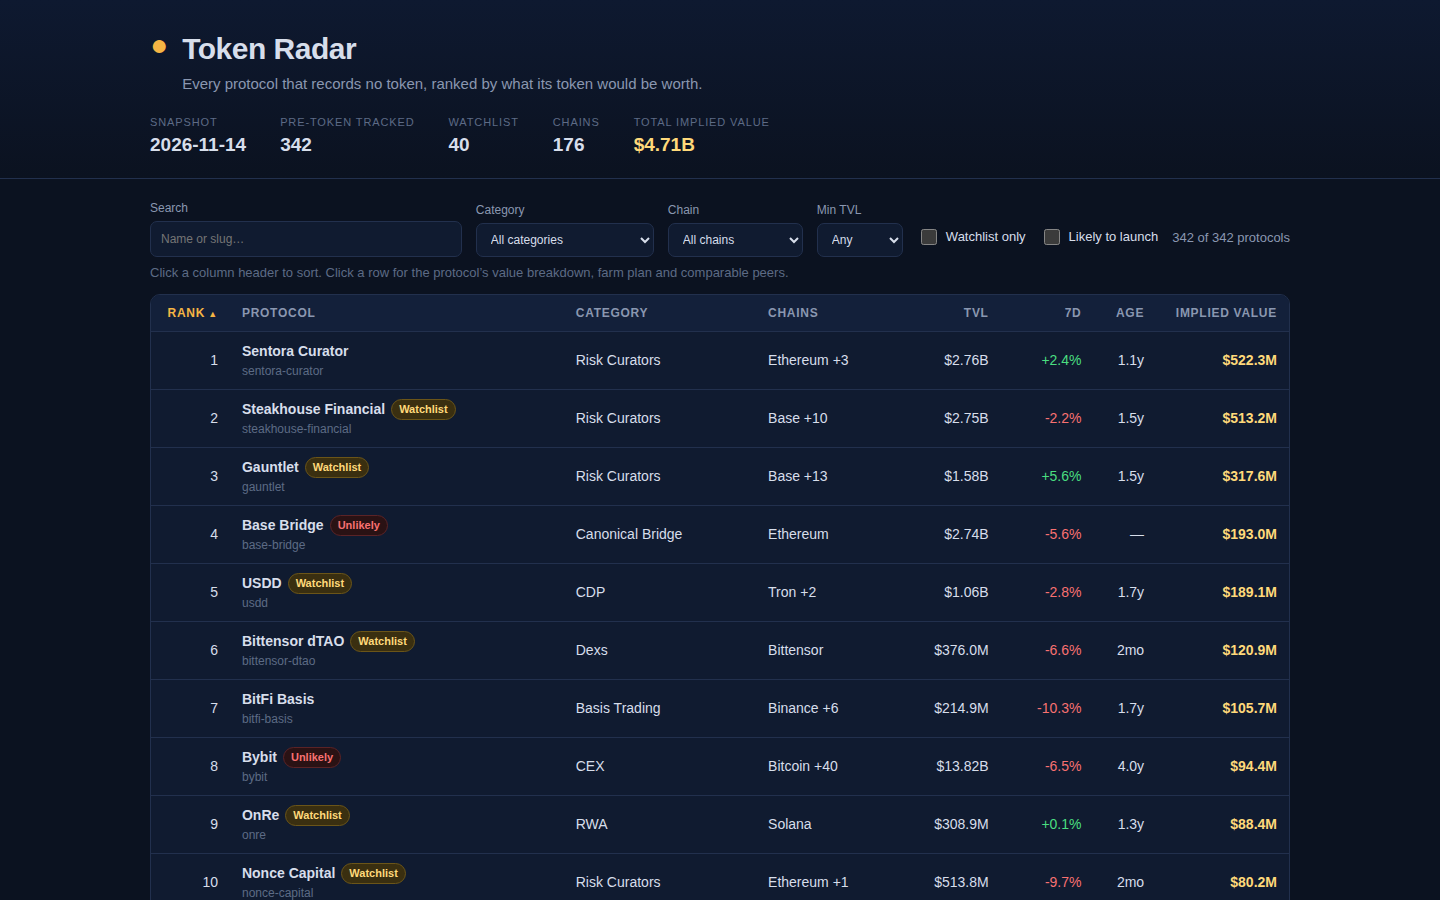 Token Radar
Every protocol that records no token, ranked by what its token would be worth.
SNAPSHOT PRE-TOKEN TRACKED WATCHLIST CHAINS TOTAL IMPLIED VALUE
2026-11-14 342 40 176 $4.71B
Search Category Chain Min TVL
Name or slug… All categories All chains Any Watchlist only Likely to launch 342 of 342 protocols
Click a column header to sort. Click a row for the protocol’s value breakdown, farm plan and comparable peers.
RANK ▲ PROTOCOL CATEGORY CHAINS TVL 7D AGE IMPLIED VALUE
1 Sentora Curator Risk Curators Ethereum +3 $2.76B +2.4% 1.1y $522.3M
sentora-curator
2 Steakhouse Financial Watchlist Risk Curators Base +10 $2.75B -2.2% 1.5y $513.2M
steakhouse-financial
3 Gauntlet Watchlist Risk Curators Base +13 $1.58B +5.6% 1.5y $317.6M
gauntlet
4 Base Bridge Unlikely Canonical Bridge Ethereum $2.74B -5.6% — $193.0M
base-bridge
5 USDD Watchlist CDP Tron +2 $1.06B -2.8% 1.7y $189.1M
usdd
6 Bittensor dTAO Watchlist Dexs Bittensor $376.0M -6.6% 2mo $120.9M
bittensor-dtao
7 BitFi Basis Basis Trading Binance +6 $214.9M -10.3% 1.7y $105.7M
bitfi-basis
8 Bybit Unlikely CEX Bitcoin +40 $13.82B -6.5% 4.0y $94.4M
bybit
9 OnRe Watchlist RWA Solana $308.9M +0.1% 1.3y $88.4M
onre
10 Nonce Capital Watchlist Risk Curators Ethereum +1 $513.8M -9.7% 2mo $80.2M
nonce-capital